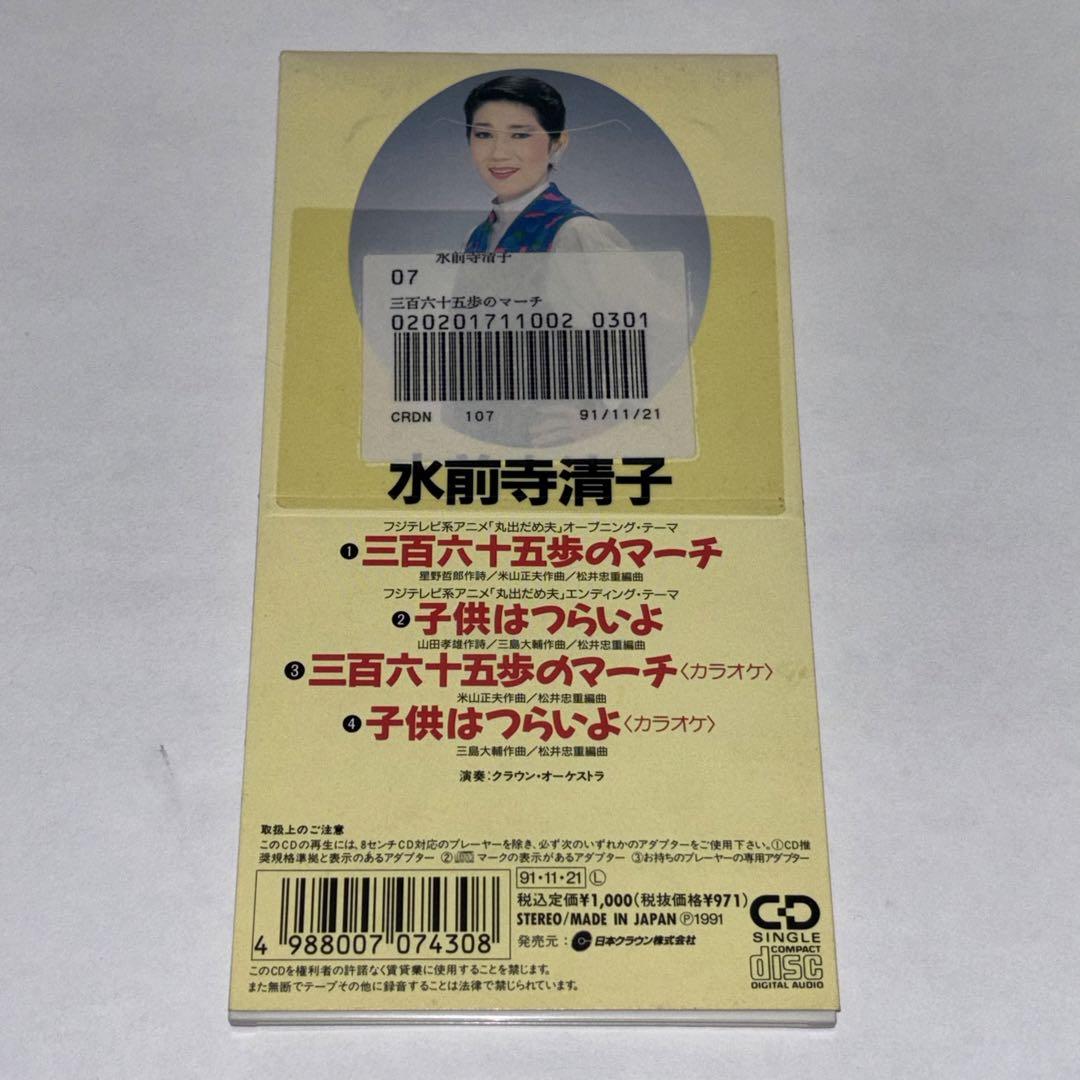 水前寺清子
07
三百六十五歩のマーチ
020201711002 0301
CRDN 107 91/11/21
水前寺清子
フジテレビ系アニメ「丸出だめ夫」オープニング・テーマ
❶三百六十五歩のマーチ
星野哲郎作詩/米山正夫作曲/松井忠重編曲
フジテレビ系アニメ「丸出だめ夫」エンディング・テーマ
❷子供はつらいよ
山田孝雄作詩/三島大輔作曲/松井忠重編曲
❸三百六十五歩のマーチ〈カラオケ〉
米山正夫作曲/松井忠重編曲
❹子供はつらいよ〈カラオケ〉
三島大輔作曲/松井忠重編曲
演奏:クラウン・オーケストラ
取扱上のご注意
このCDの再生には、8センチCD対応のプレーヤーを除き、必ず次のいずれかのアダプターをご使用下さい。①CD推
奨規格準拠と表示のあるアダプター ②マークの表示があるアダプター ③お持ちのプレーヤーの専用アダプター
91・11・21 Ⓛ
税込定価¥1,000(税抜価格¥971)
STEREO/MADE IN JAPAN Ⓟ1991
発売元:日本クラウン株式会社
4 988007 074308
CD
SINGLE
COMPACT
disc
DIGITAL AUDIO
このCDを権利者の許諾なく賃貸業に使用することを禁じます。
また無断でテープその他に録音することは法律で禁じられています。